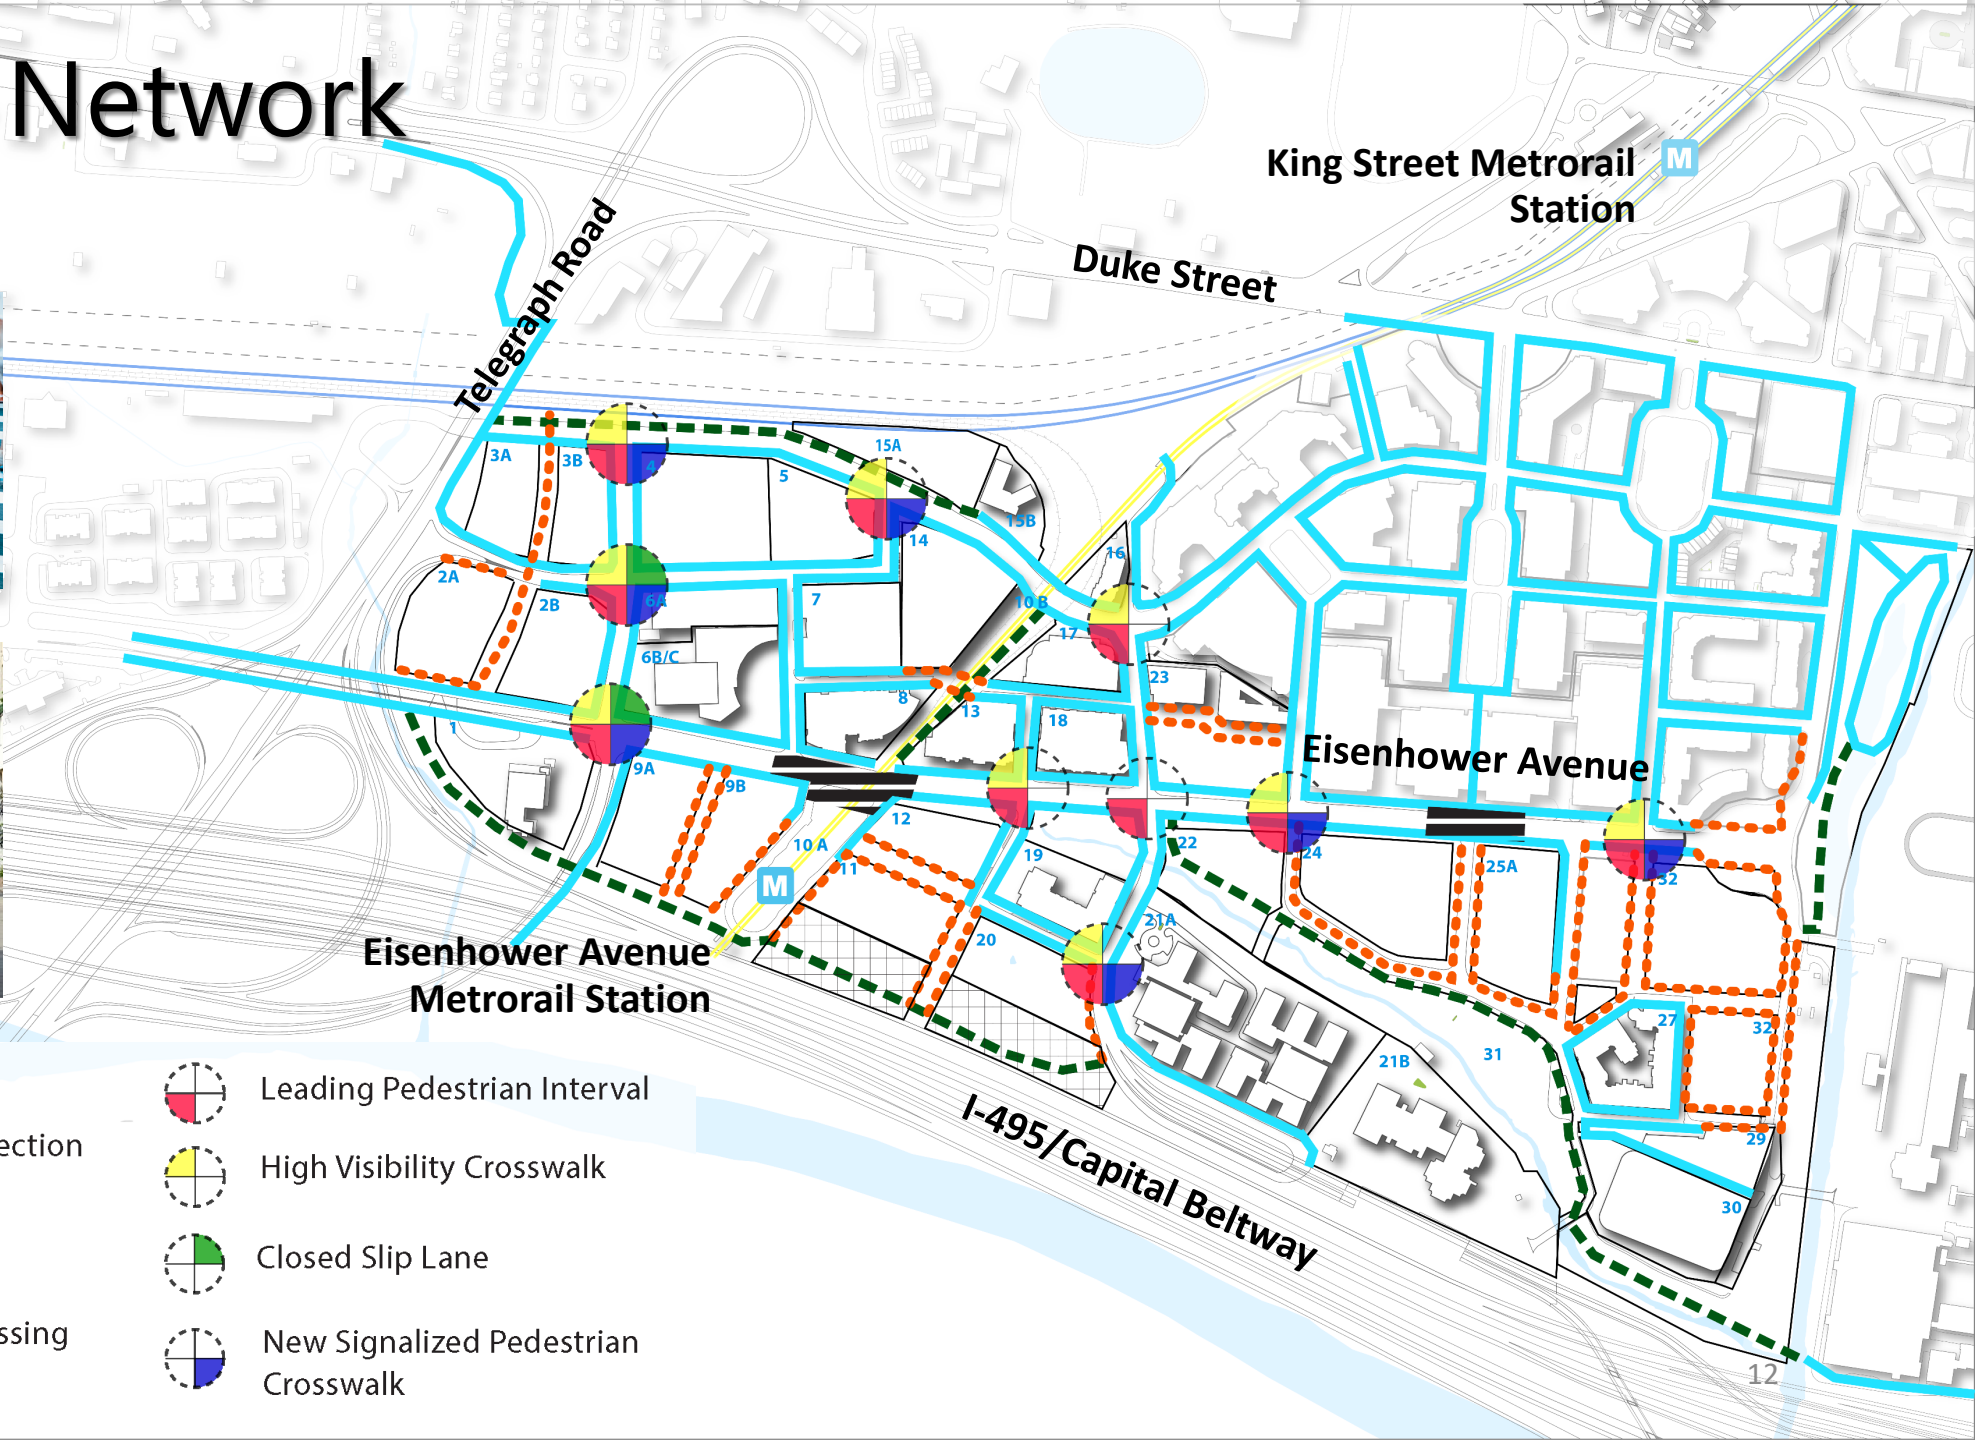 Network
King Street Metrorail
Station
M
Duke Street
Telegraph Road
15A
3A
3B
4
5
15B
14
16
2A
2B
6A
7
10 B
17
6B/C
23
8
13
18
1
Eisenhower Avenue
9A
9B
12
10 A
11
19
22
24
25A
32
M
21A
20
Eisenhower Avenue
Metrorail Station
27
32
21B
31
29
30
I-495/Capital Beltway
Leading Pedestrian Interval
ection
High Visibility Crosswalk
Closed Slip Lane
ssing
New Signalized Pedestrian
Crosswalk
12